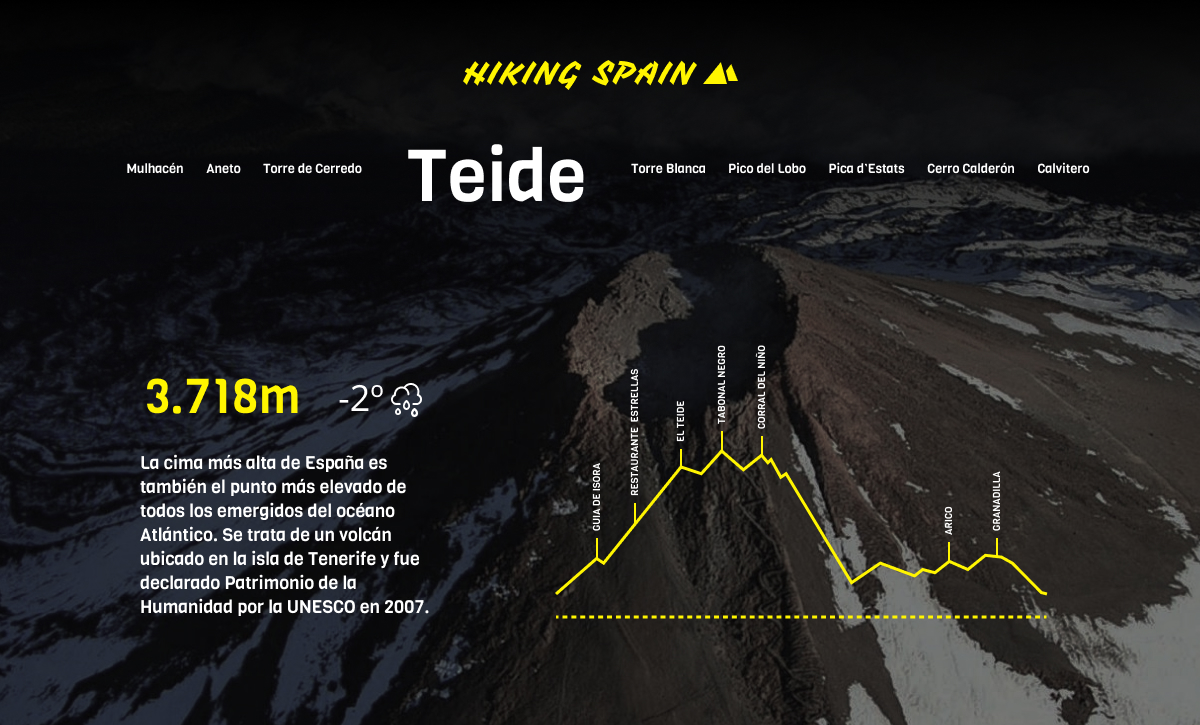 HIKING SPAIN
Mulhacén Aneto Torre de Cerredo Teide Torre Blanca Pico del Lobo Pica d'Estats Cerro Calderón Calvitero
3.718m -2º
La cima más alta de España es
también el punto más elevado de
todos los emergidos del océano
Atlántico. Se trata de un volcán
ubicado en la isla de Tenerife y fue
declarado Patrimonio de la
Humanidad por la UNESCO en 2007.
GUIA DE ISORA
RESTAURANTE ESTRELLAS
EL TEIDE
TABONAL NEGRO
CORRAL DEL NIÑO
ARICO
GRANADILLA